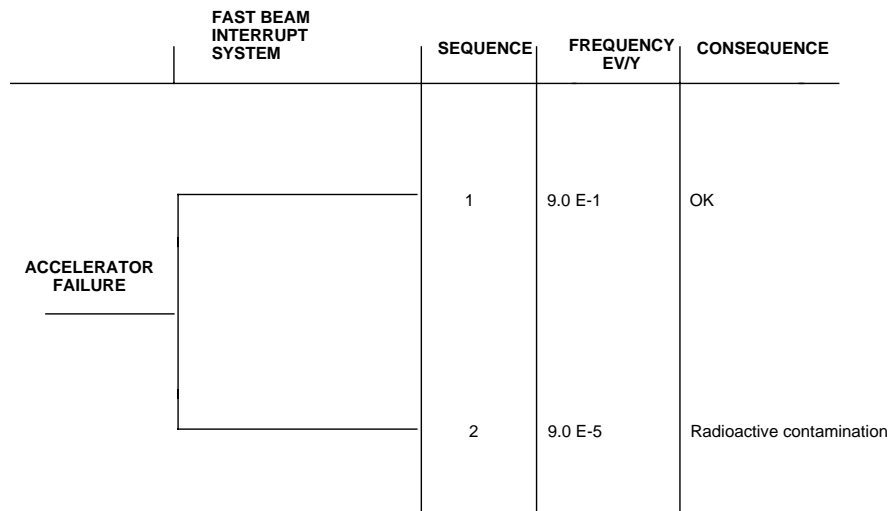 FAST BEAM
INTERRUPT
SYSTEM
SEQUENCE
FREQUENCY
EV/Y
CONSEQUENCE
1
9.0 E-1
OK
ACCELERATOR
FAILURE
2
9.0 E-5
Radioactive contamination